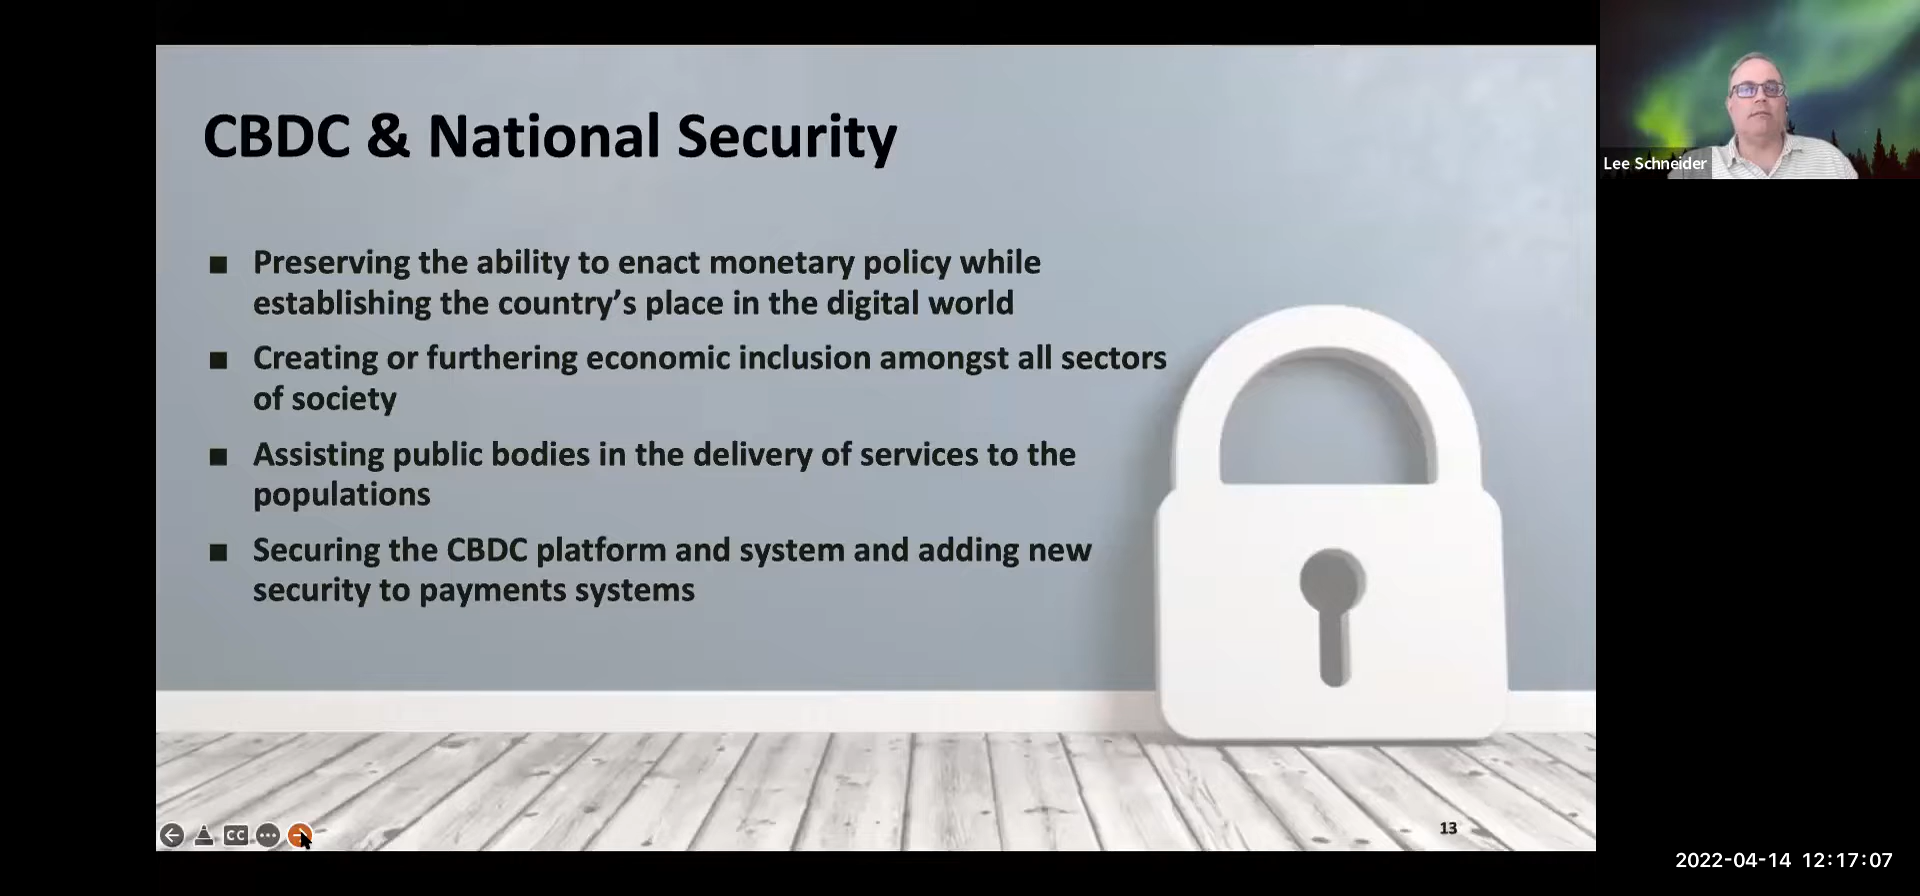 CBDC & National Security
Lee Schneider
■ Preserving the ability to enact monetary policy while
establishing the country's place in the digital world
■ Creating or furthering economic inclusion amongst all sectors
of society
■ Assisting public bodies in the delivery of services to the
populations
■ Securing the CBDC platform and system and adding new
security to payments systems
CC
13
2022-04-14 12:17:07